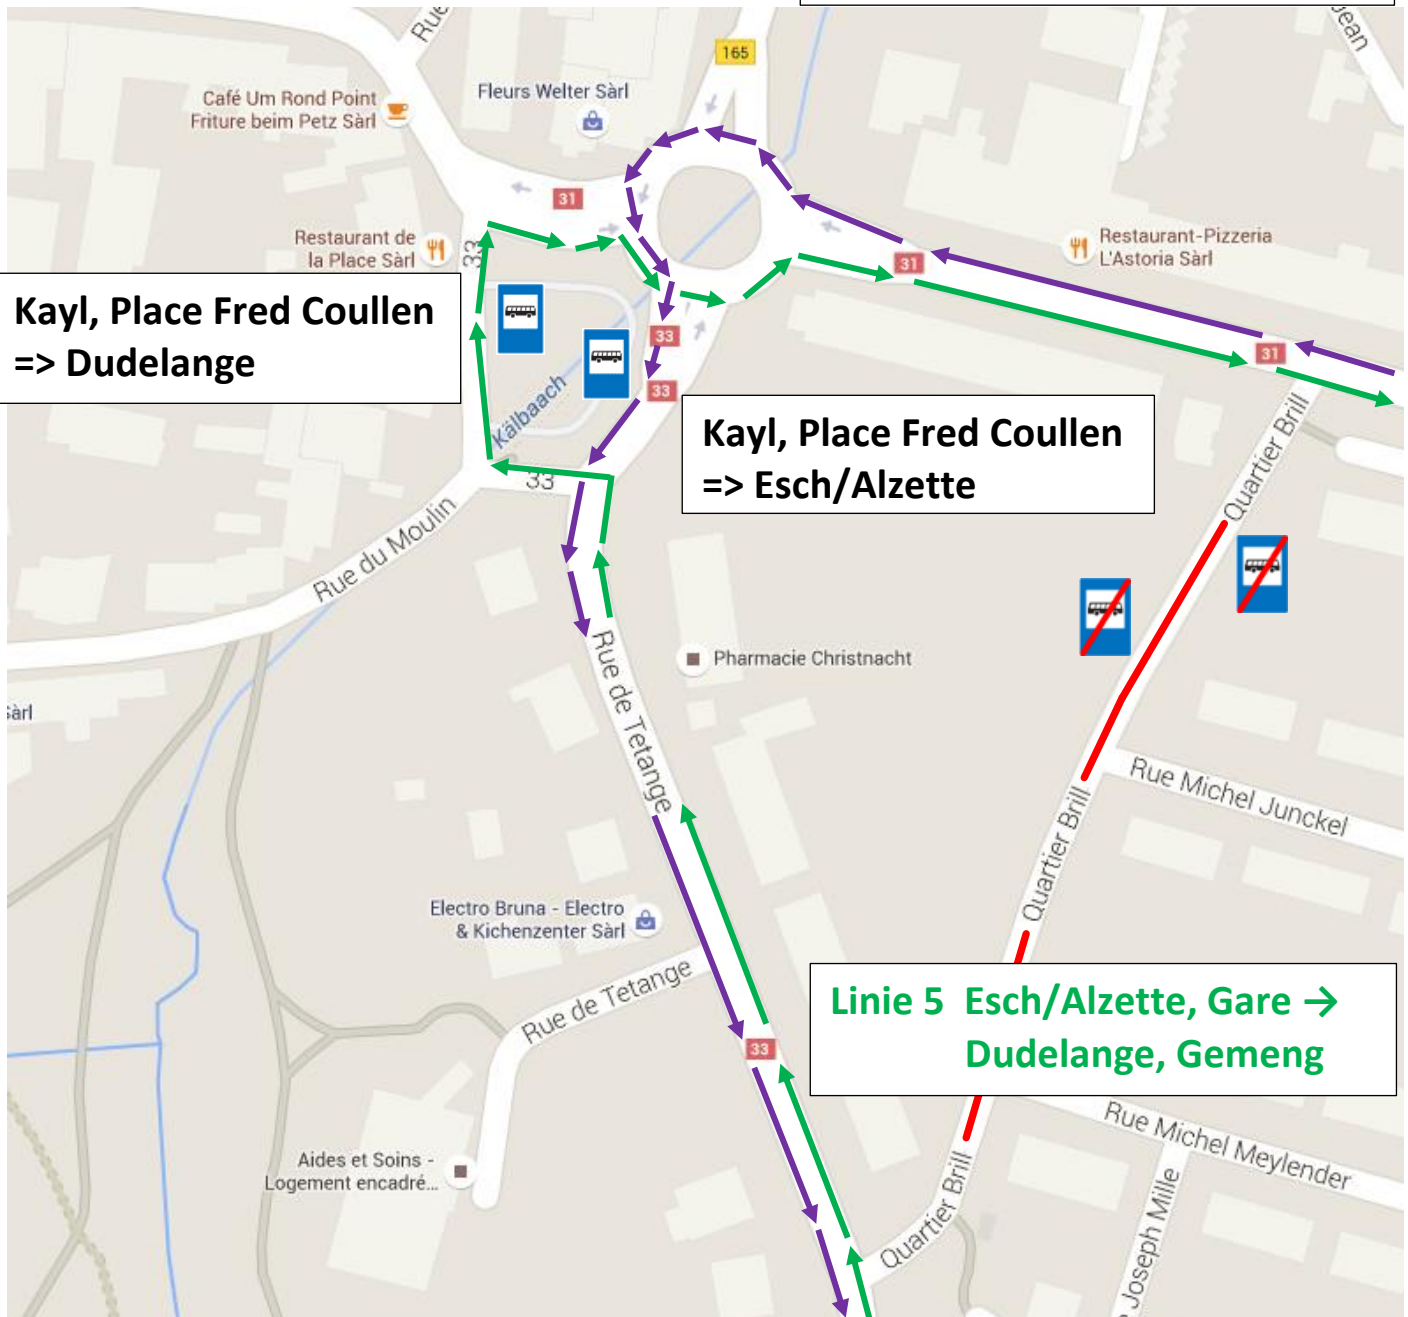 Rue
ean
165
Café Um Rond Point
Friture beim Petz Sàrl
Fleurs Welter Sàrl
31
Restaurant de
la Place Sàrl
33
Restaurant-Pizzeria
L'Astoria Sàrl
31
Kayl, Place Fred Coullen
=> Dudelange
33
31
33
Kälbaach
Kayl, Place Fred Coullen
=> Esch/Alzette
Quartier Brill
33
Rue du Moulin
Rue de Tetange
Pharmacie Christnacht
Sàrl
Rue Michel Junckel
Quartier Brill
Electro Bruna - Electro
& Kichenzenter Sàrl
Rue de Tetange
Linie 5 Esch/Alzette, Gare →
Dudelange, Gemeng
33
Rue Michel Meylender
Aides et Soins -
Logement encadré...
Quartier Brill
Joseph Mille